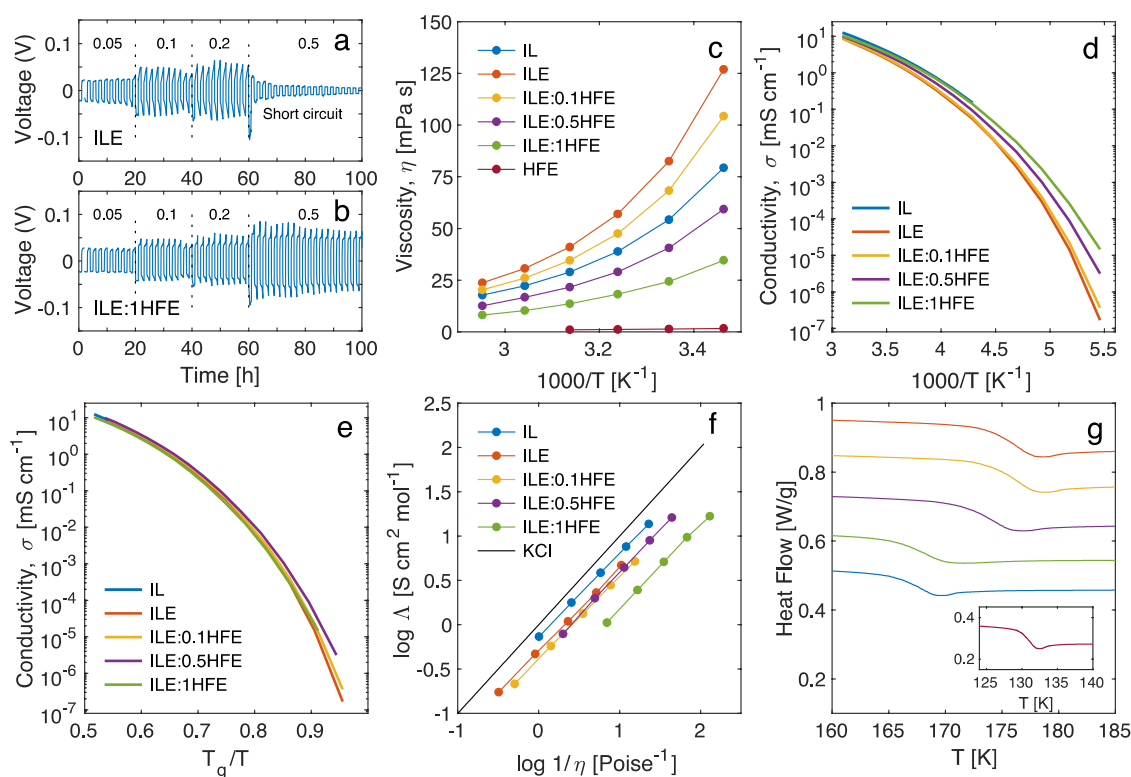 a
0.05 0.1 0.2 0.5
0.1
0
-0.1
Voltage (V)
ILE
Short circuit
0 20 40 60 80 100
b
0.05 0.1 0.2 0.5
0.1
0
-0.1
Voltage (V)
ILE:1HFE
0 20 40 60 80 100
Time [h]
c
150
125
100
75
50
25
0
Viscosity, η [mPa s]
IL
ILE
ILE:0.1HFE
ILE:0.5HFE
ILE:1HFE
HFE
3 3.2 3.4
1000/T [K⁻¹]
d
10¹
10⁰
10⁻¹
10⁻²
10⁻³
10⁻⁴
10⁻⁵
10⁻⁶
10⁻⁷
Conductivity, σ [mS cm⁻¹]
IL
ILE
ILE:0.1HFE
ILE:0.5HFE
ILE:1HFE
3 3.5 4 4.5 5 5.5
1000/T [K⁻¹]
e
10¹
10⁰
10⁻¹
10⁻²
10⁻³
10⁻⁴
10⁻⁵
10⁻⁶
10⁻⁷
Conductivity, σ [mS cm⁻¹]
IL
ILE
ILE:0.1HFE
ILE:0.5HFE
ILE:1HFE
0.5 0.6 0.7 0.8 0.9
T_g/T
f
2.5
2
1.5
1
0.5
0
-0.5
-1
log Λ [S cm² mol⁻¹]
IL
ILE
ILE:0.1HFE
ILE:0.5HFE
ILE:1HFE
KCl
-1 0 1 2
log 1/η [Poise⁻¹]
g
1
0.8
0.6
0.4
0.2
Heat Flow [W/g]
0.4
0.2
125 130 135 140
T [K]
160 165 170 175 180 185
T [K]